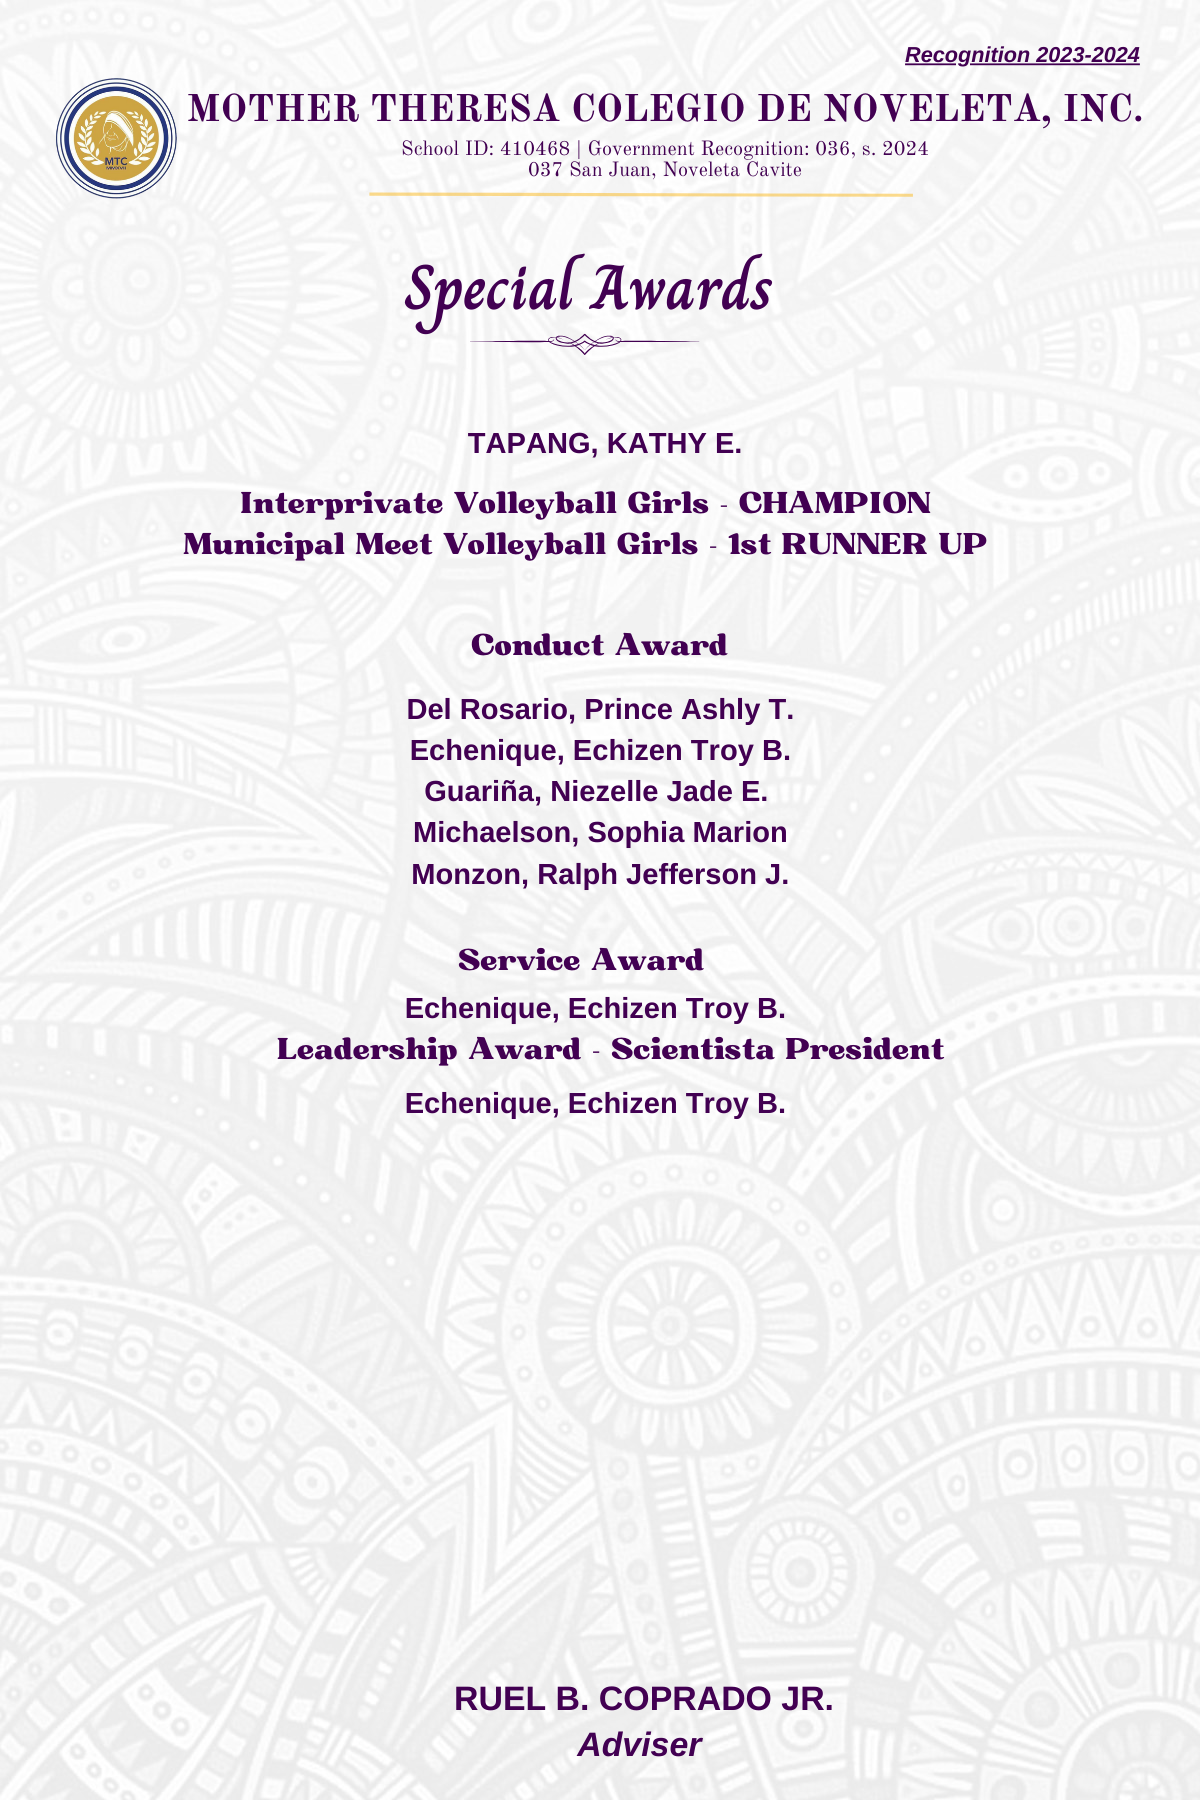 Recognition 2023-2024
MOTHER THERESA COLEGIO DE NOVELETA, INC.
School ID: 410468 | Government Recognition: 036, s. 2024
037 San Juan, Noveleta Cavite
MTC
Special Awards
TAPANG, KATHY E.
Interprivate Volleyball Girls - CHAMPION
Municipal Meet Volleyball Girls - 1st RUNNER UP
Conduct Award
Del Rosario, Prince Ashly T.
Echenique, Echizen Troy B.
Guariña, Niezelle Jade E.
Michaelson, Sophia Marion
Monzon, Ralph Jefferson J.
Service Award
Echenique, Echizen Troy B.
Leadership Award - Scientista President
Echenique, Echizen Troy B.
RUEL B. COPRADO JR.
Adviser